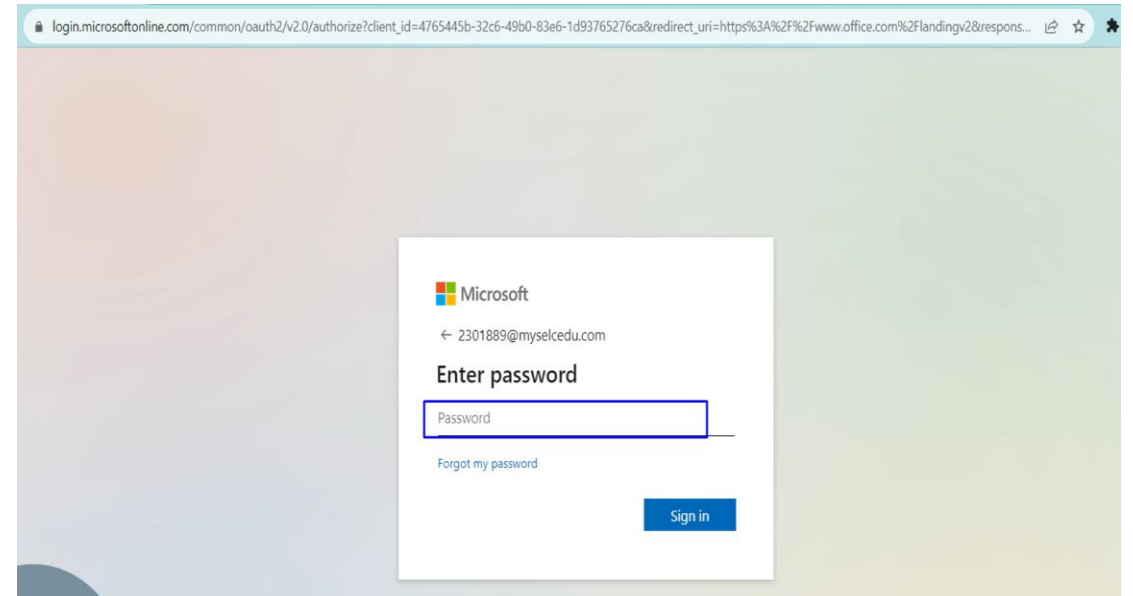 login.microsoftonline.com/common/oauth2/v2.0/authorize?client_id=4765445b-32c6-49b0-83e6-1d93765276ca&redirect_uri=https%3A%2F%2Fwww.office.com%2Flandingv2&respons...
Microsoft
← 2301889@myselcedu.com
Enter password
Password
Forgot my password
Sign in